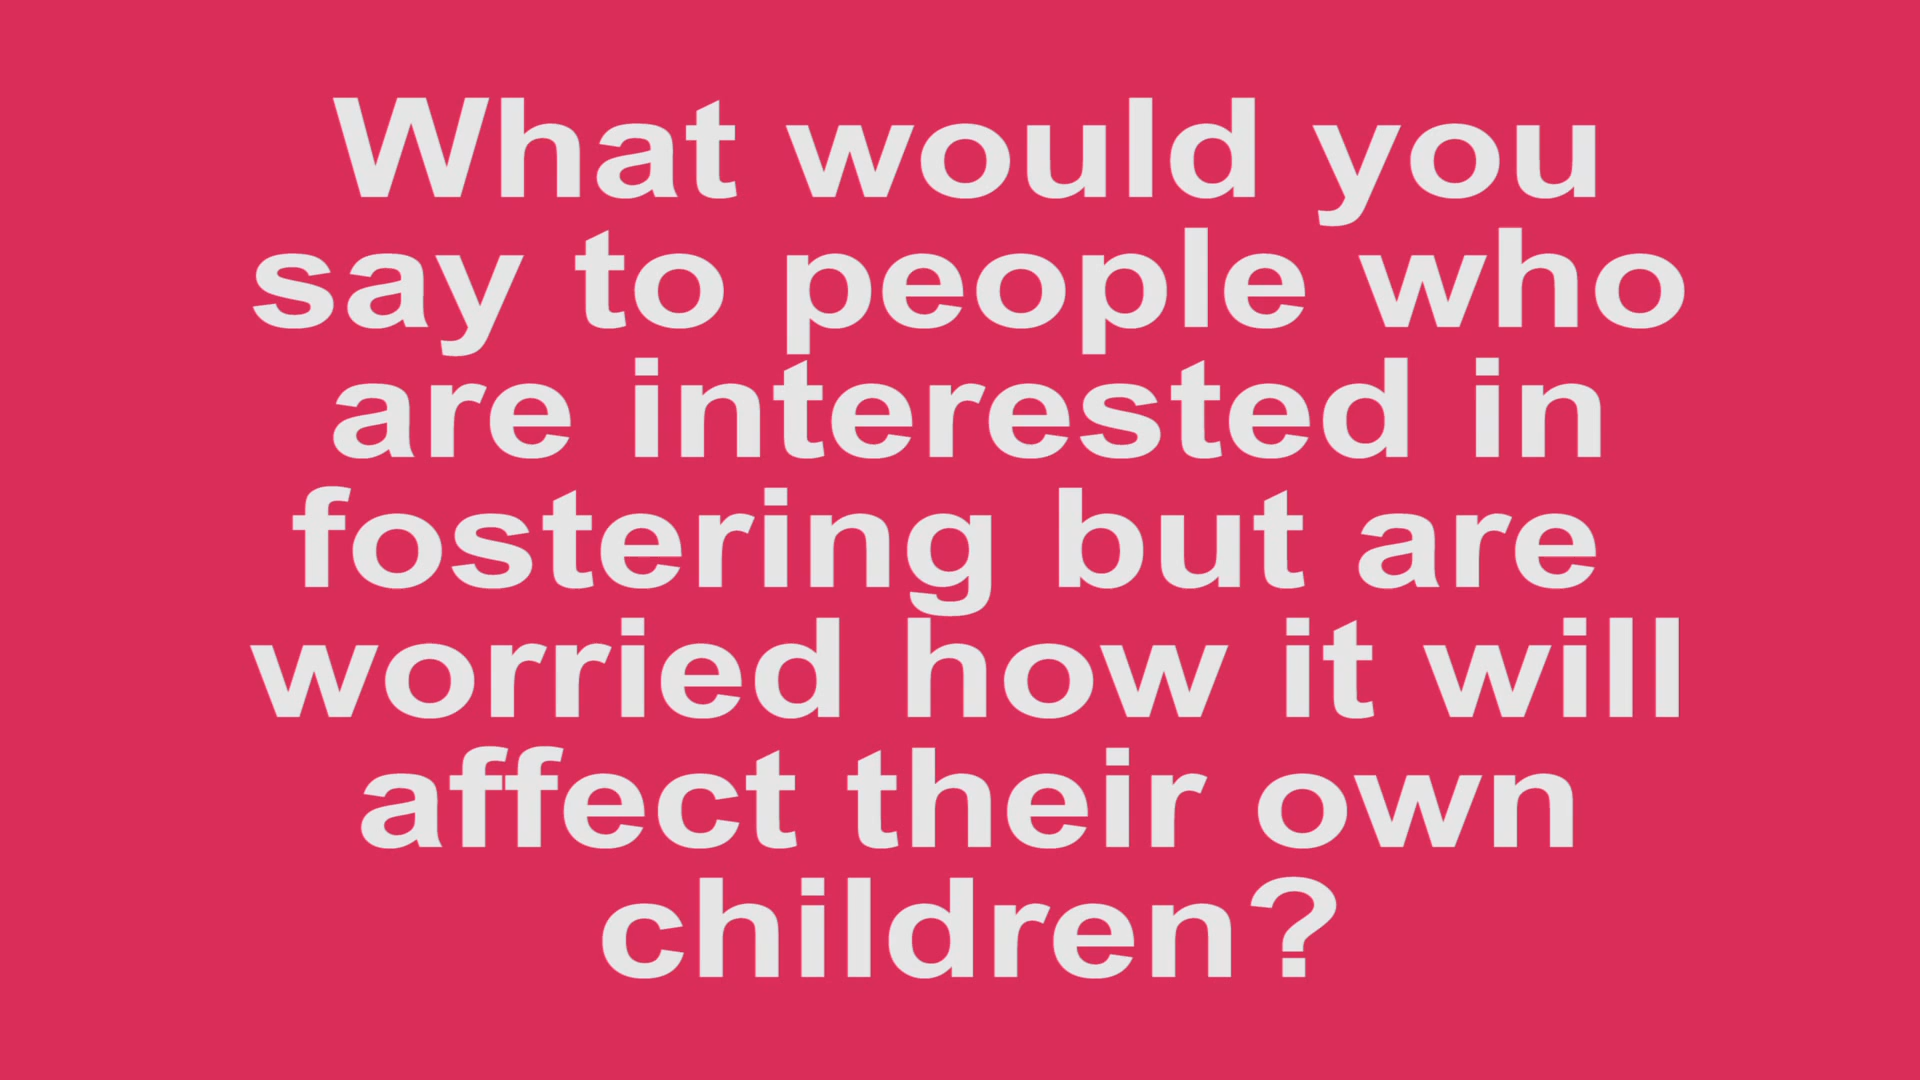 What would you
say to people who
are interested in
fostering but are
worried how it will
affect their own
children?